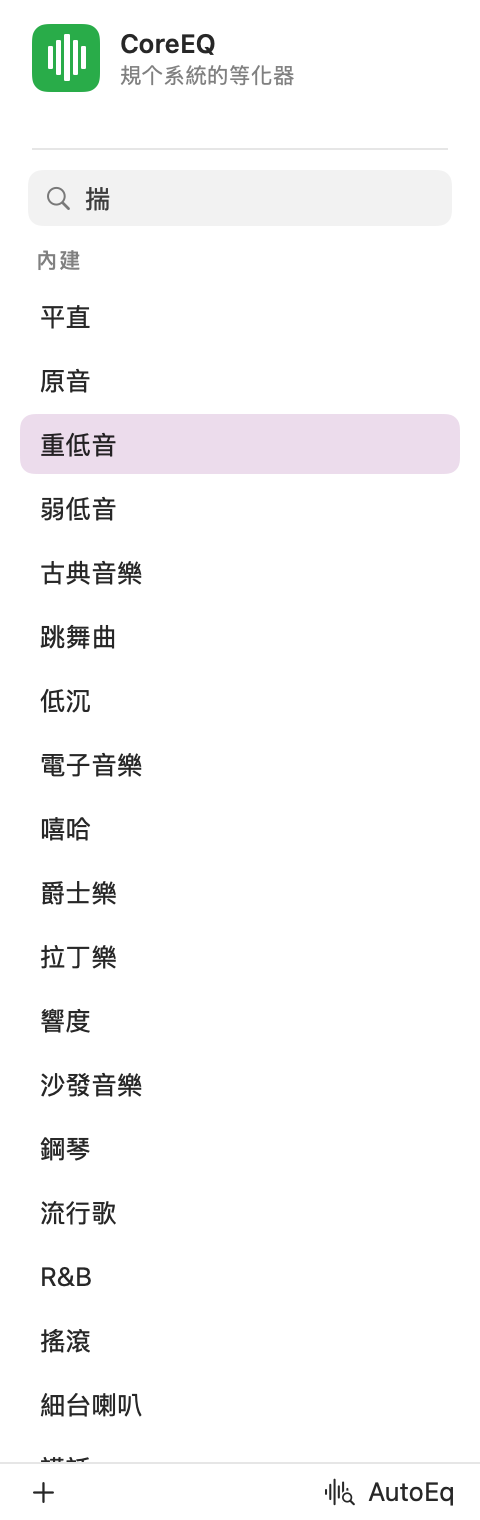 CoreEQ
規个系統的等化器
揣
內建
平直
原音
重低音
弱低音
古典音樂
跳舞曲
低沉
電子音樂
嘻哈
爵士樂
拉丁樂
響度
沙發音樂
鋼琴
流行歌
R&B
搖滾
細台喇叭
AutoEq